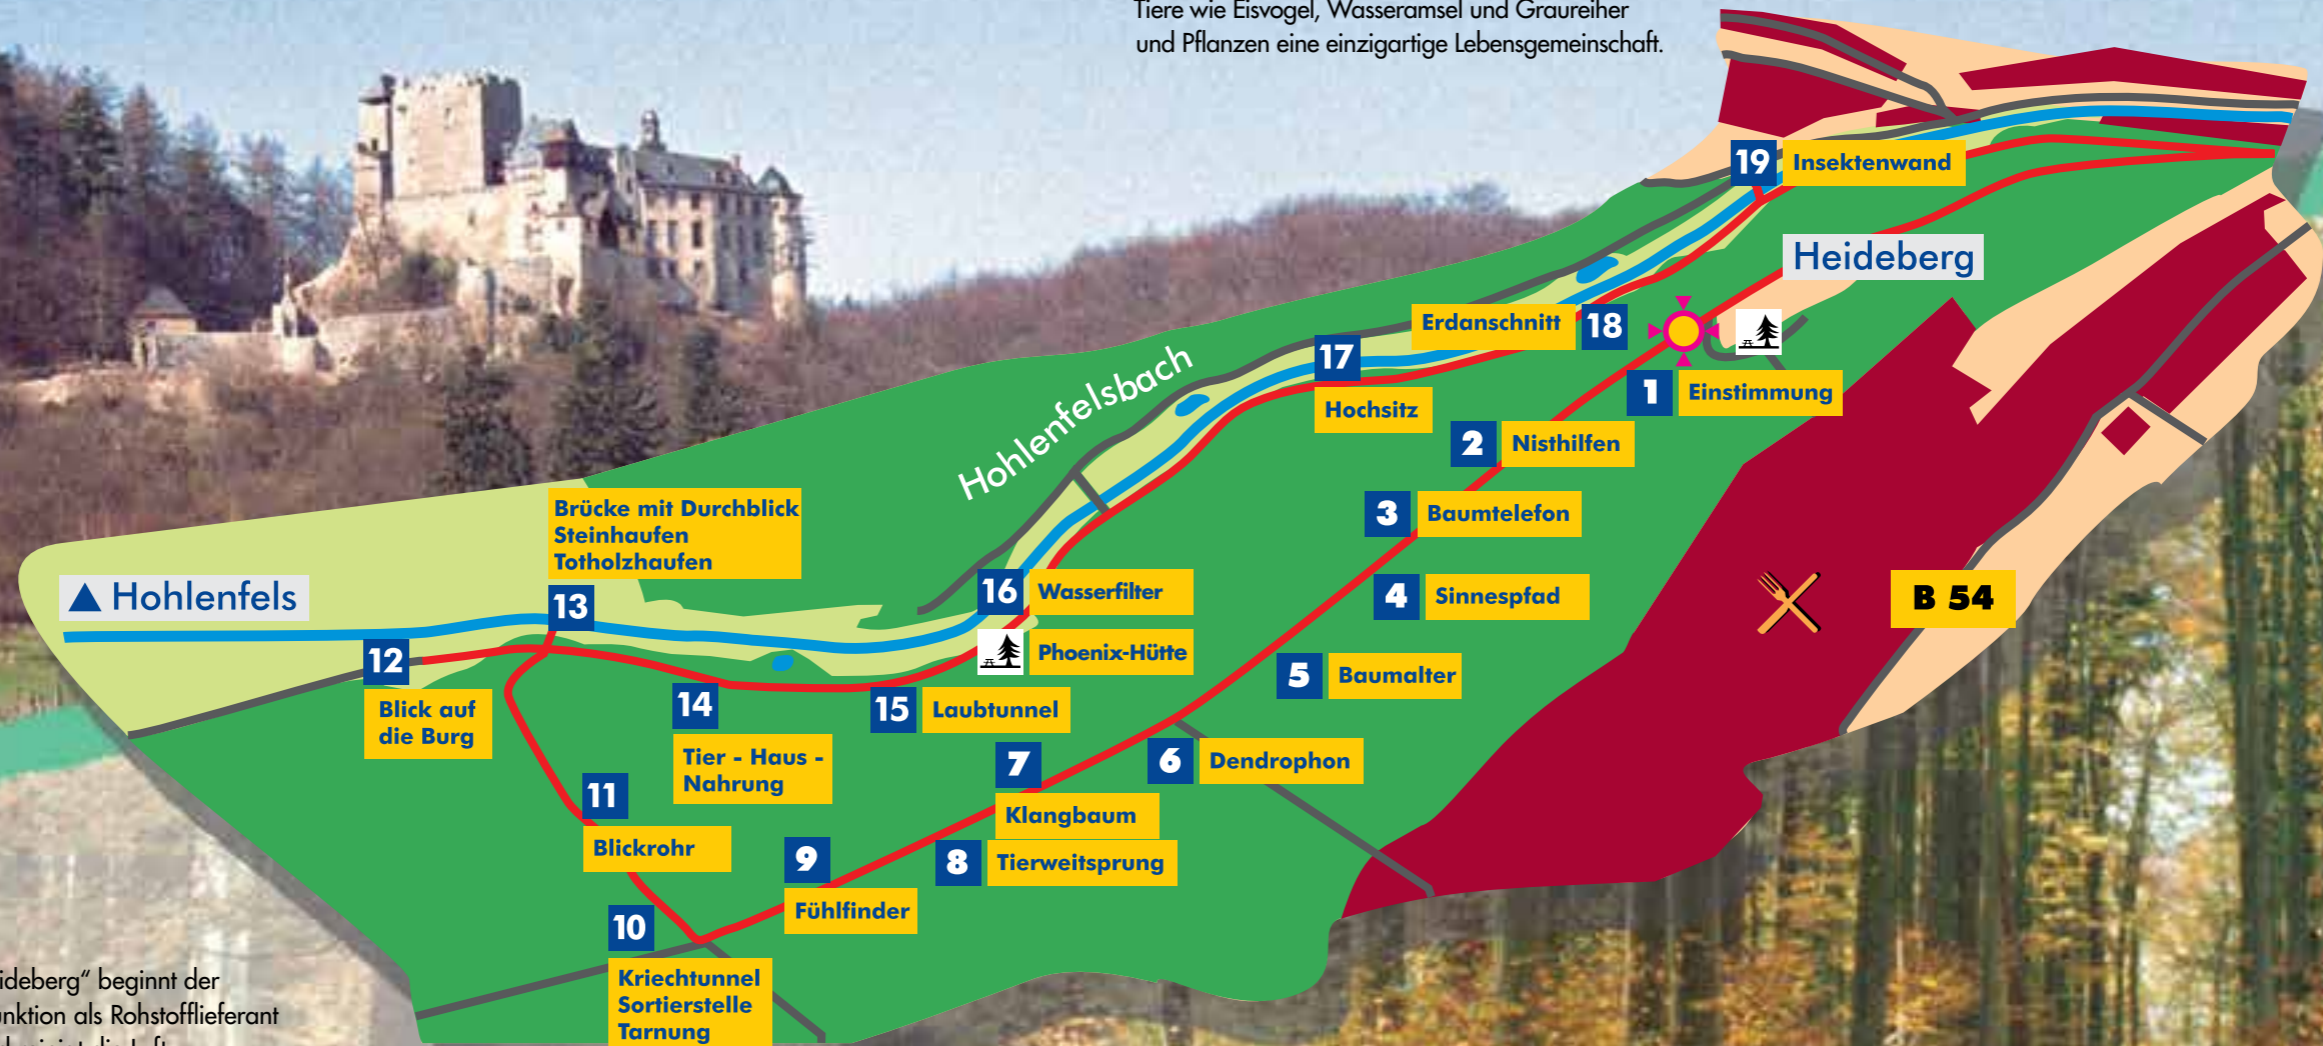 Tiere wie Eisvogel, Wasseramsel und Graureiher
und Pflanzen eine einzigartige Lebensgemeinschaft.
19 Insektenwand
Heideberg
Erdanschnitt 18
17
Hochsitz
1 Einstimmung
2 Nisthilfen
3 Baumtelefon
4 Sinnespfad
5 Baumalter
6 Dendrophon
7
Klangbaum
8 Tierweitsprung
9
Fühlfinder
10
Kriechtunnel
Sortierstelle
Tarnung
11
Blickrohr
12
Blick auf
die Burg
Brücke mit Durchblick
Steinhaufen
Totholzhaufen
13
14
Tier - Haus -
Nahrung
15 Laubtunnel
16 Wasserfilter
Phoenix-Hütte
Hohlenfelsbach
Hohlenfels
B 54
ideberg“ beginnt der
unktion als Rohstofflieferant